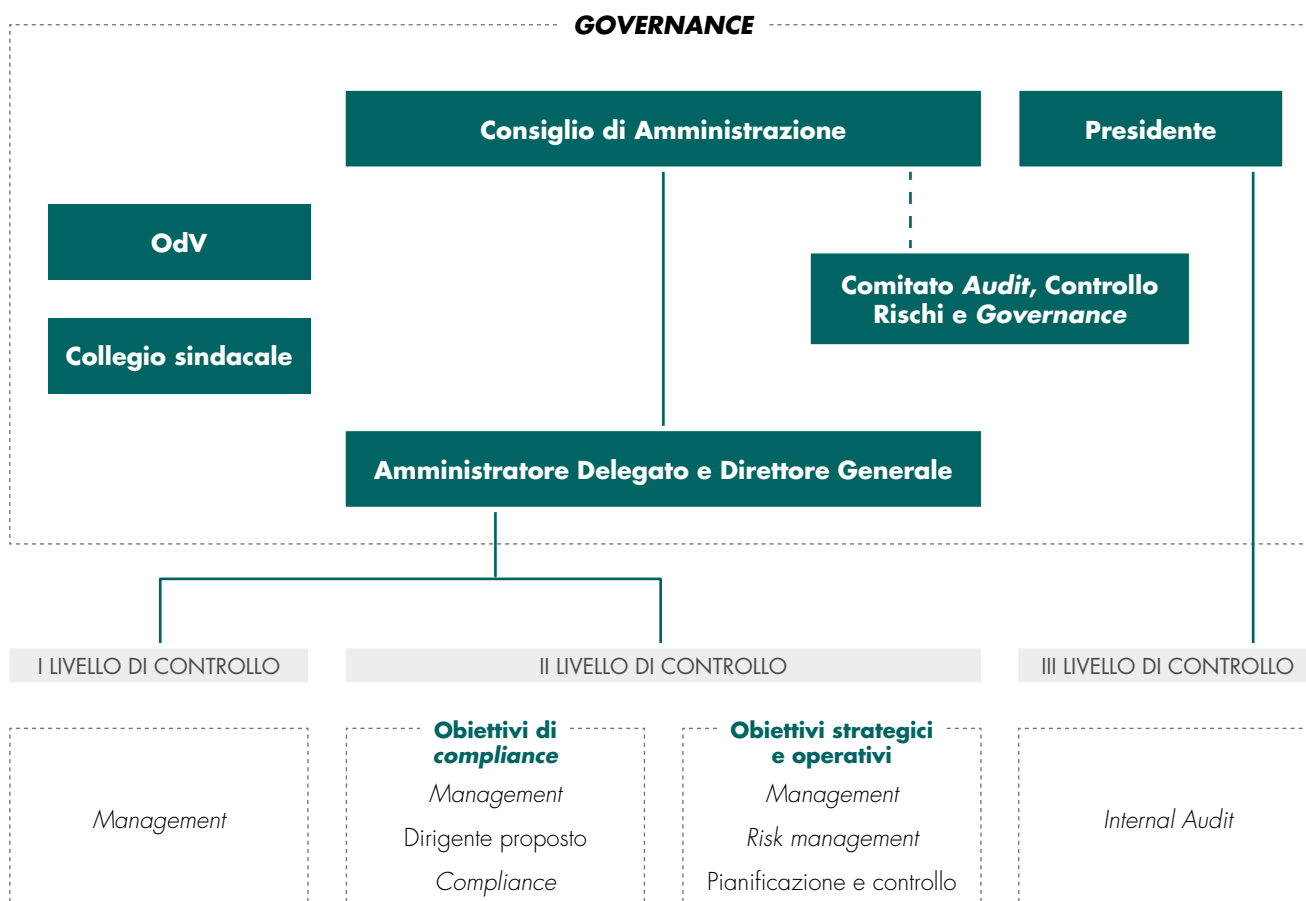 GOVERNANCE
Consiglio di Amministrazione
Presidente
OdV
Comitato Audit, Controllo
Rischi e Governance
Collegio sindacale
Amministratore Delegato e Direttore Generale
I LIVELLO DI CONTROLLO
II LIVELLO DI CONTROLLO
III LIVELLO DI CONTROLLO
Management
Obiettivi di
compliance
Management
Dirigente proposto
Compliance
Obiettivi strategici
e operativi
Management
Risk management
Pianificazione e controllo
Internal Audit